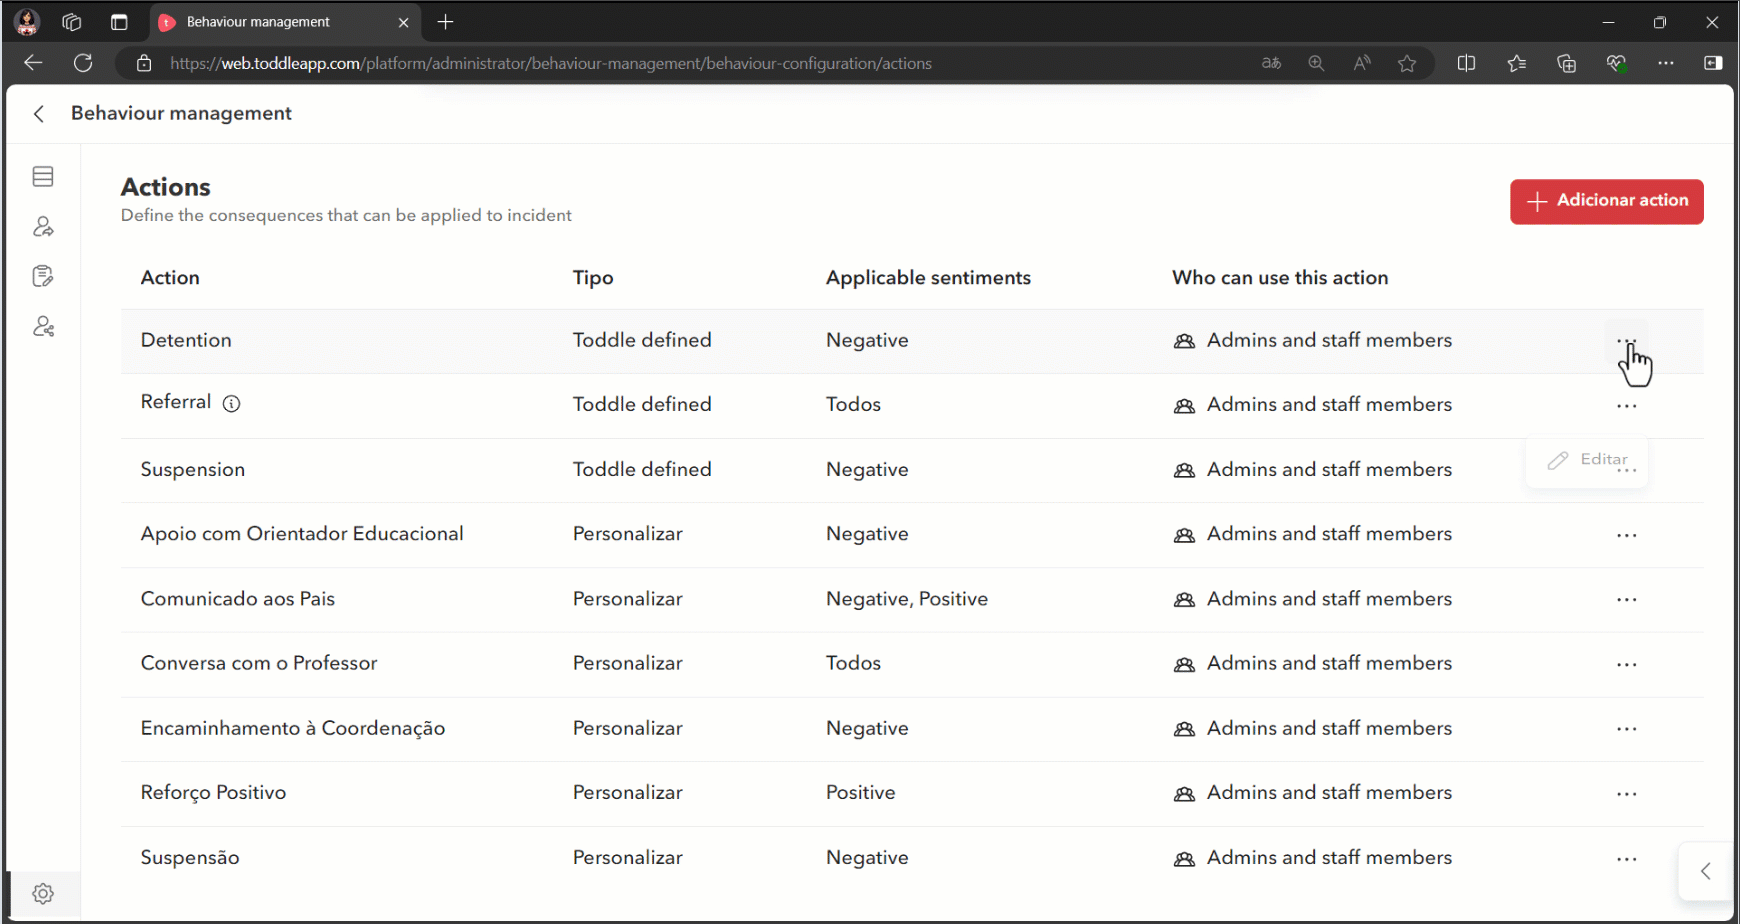 Behaviour management
https://web.toddleapp.com/platform/administrator/behaviour-management/behaviour-configuration/actions
Behaviour management
Actions
Define the consequences that can be applied to incident
Adicionar action
Action Tipo Applicable sentiments Who can use this action
Detention Toddle defined Negative Admins and staff members
Referral Toddle defined Todos Admins and staff members
Suspension Toddle defined Negative Admins and staff members Editar
Apoio com Orientador Educacional Personalizar Negative Admins and staff members
Comunicado aos Pais Personalizar Negative, Positive Admins and staff members
Conversa com o Professor Personalizar Todos Admins and staff members
Encaminhamento à Coordenação Personalizar Negative Admins and staff members
Reforço Positivo Personalizar Positive Admins and staff members
Suspensão Personalizar Negative Admins and staff members